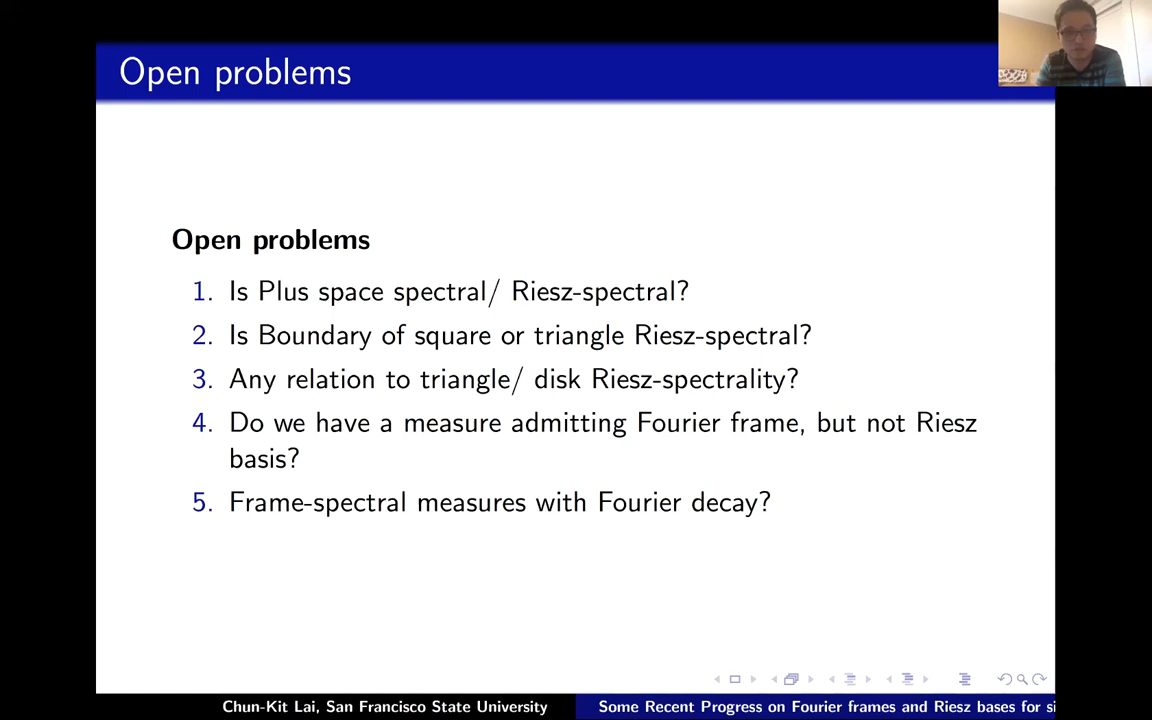 Open problems
Open problems
1. Is Plus space spectral/ Riesz-spectral?
2. Is Boundary of square or triangle Riesz-spectral?
3. Any relation to triangle/ disk Riesz-spectrality?
4. Do we have a measure admitting Fourier frame, but not Riesz
basis?
5. Frame-spectral measures with Fourier decay?
Chun-Kit Lai, San Francisco State University
Some Recent Progress on Fourier frames and Riesz bases for si